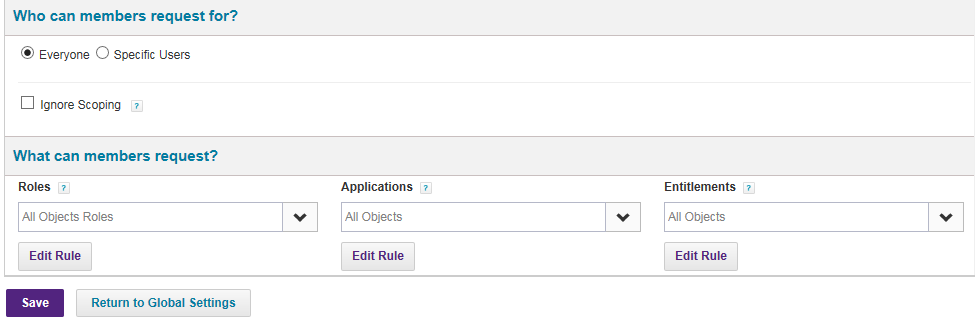 Who can members request for?
Everyone Specific Users
Ignore Scoping ?
What can members request?
Roles ? Applications ? Entitlements ?
All Objects Roles All Objects All Objects
Edit Rule Edit Rule Edit Rule
Save Return to Global Settings